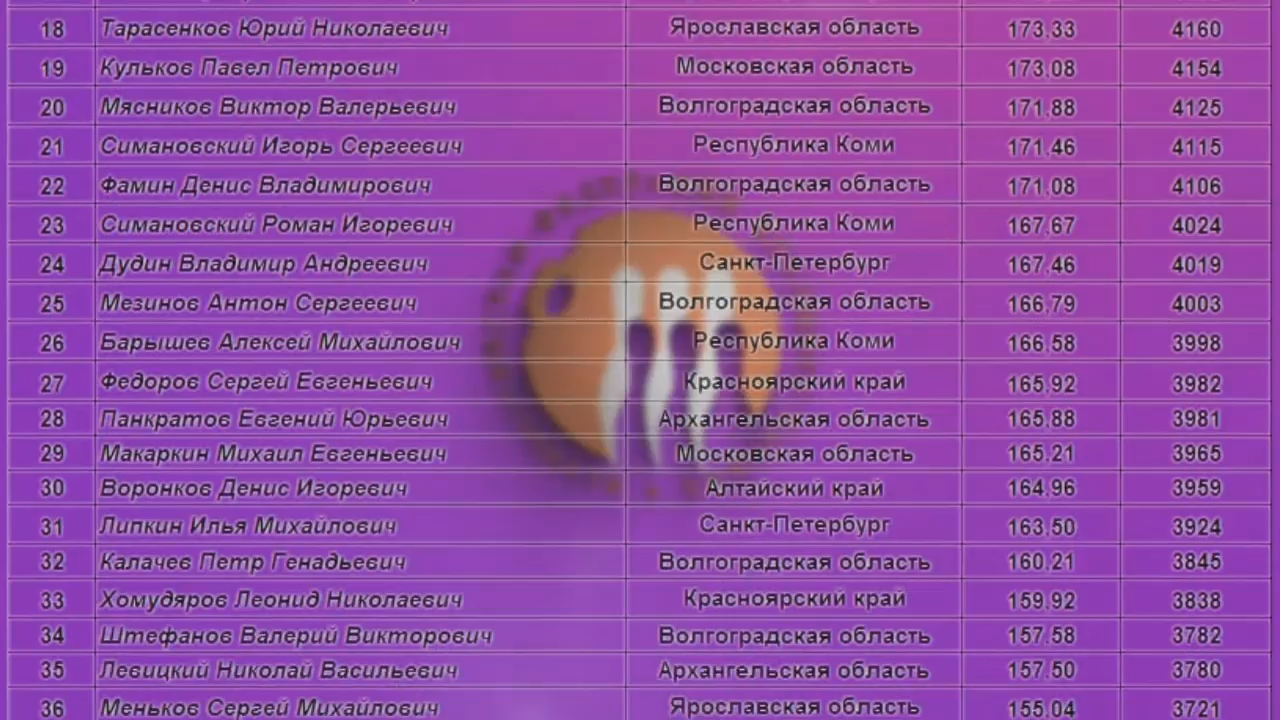 18 Тарасенков Юрий Николаевич Ярославская область 173,33 4160
19 Кульков Павел Петрович Московская область 173,08 4154
20 Мясников Виктор Валерьевич Волгоградская область 171,88 4125
21 Симановский Игорь Сергеевич Республика Коми 171,46 4115
22 Фамин Денис Владимирович Волгоградская область 171,08 4106
23 Симановский Роман Игоревич Республика Коми 167,67 4024
24 Дудин Владимир Андреевич Санкт-Петербург 167,46 4019
25 Мезинов Антон Сергеевич Волгоградская область 166,79 4003
26 Барышев Алексей Михайлович Республика Коми 166,58 3998
27 Федоров Сергей Евгеньевич Красноярский край 165,92 3982
28 Панкратов Евгений Юрьевич Архангельская область 165,88 3981
29 Макаркин Михаил Евгеньевич Московская область 165,21 3965
30 Воронков Денис Игоревич Алтайский край 164,96 3959
31 Липкин Илья Михайлович Санкт-Петербург 163,50 3924
32 Калачев Петр Генадьевич Волгоградская область 160,21 3845
33 Хомудяров Леонид Николаевич Красноярский край 159,92 3838
34 Штефанов Валерий Викторович Волгоградская область 157,58 3782
35 Левицкий Николай Васильевич Архангельская область 157,50 3780
36 Меньков Сергей Михайлович Ярославская область 155,04 3721